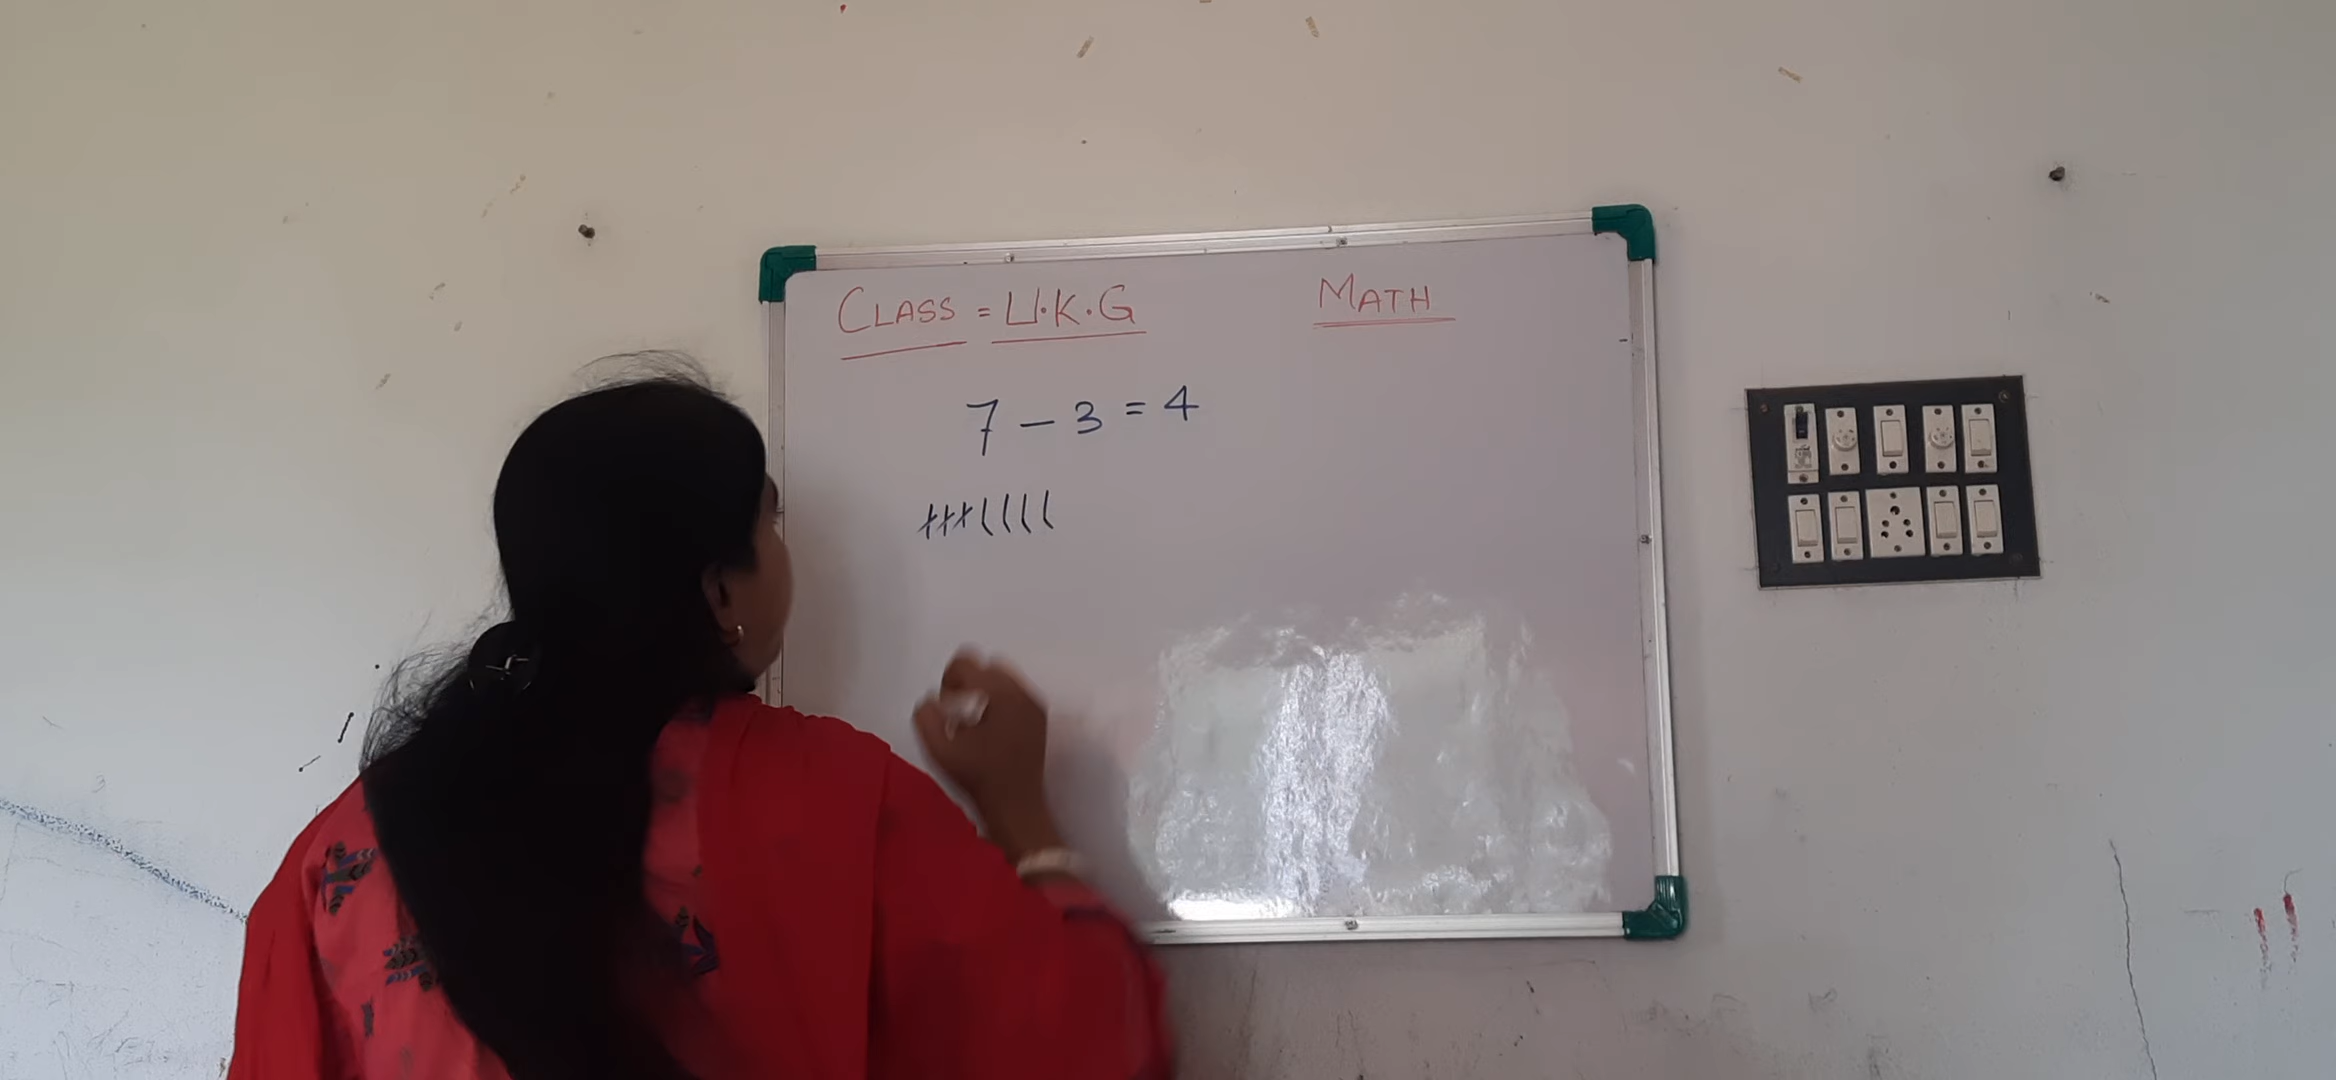 CLASS = U.K.G MATH
7 - 3 = 4